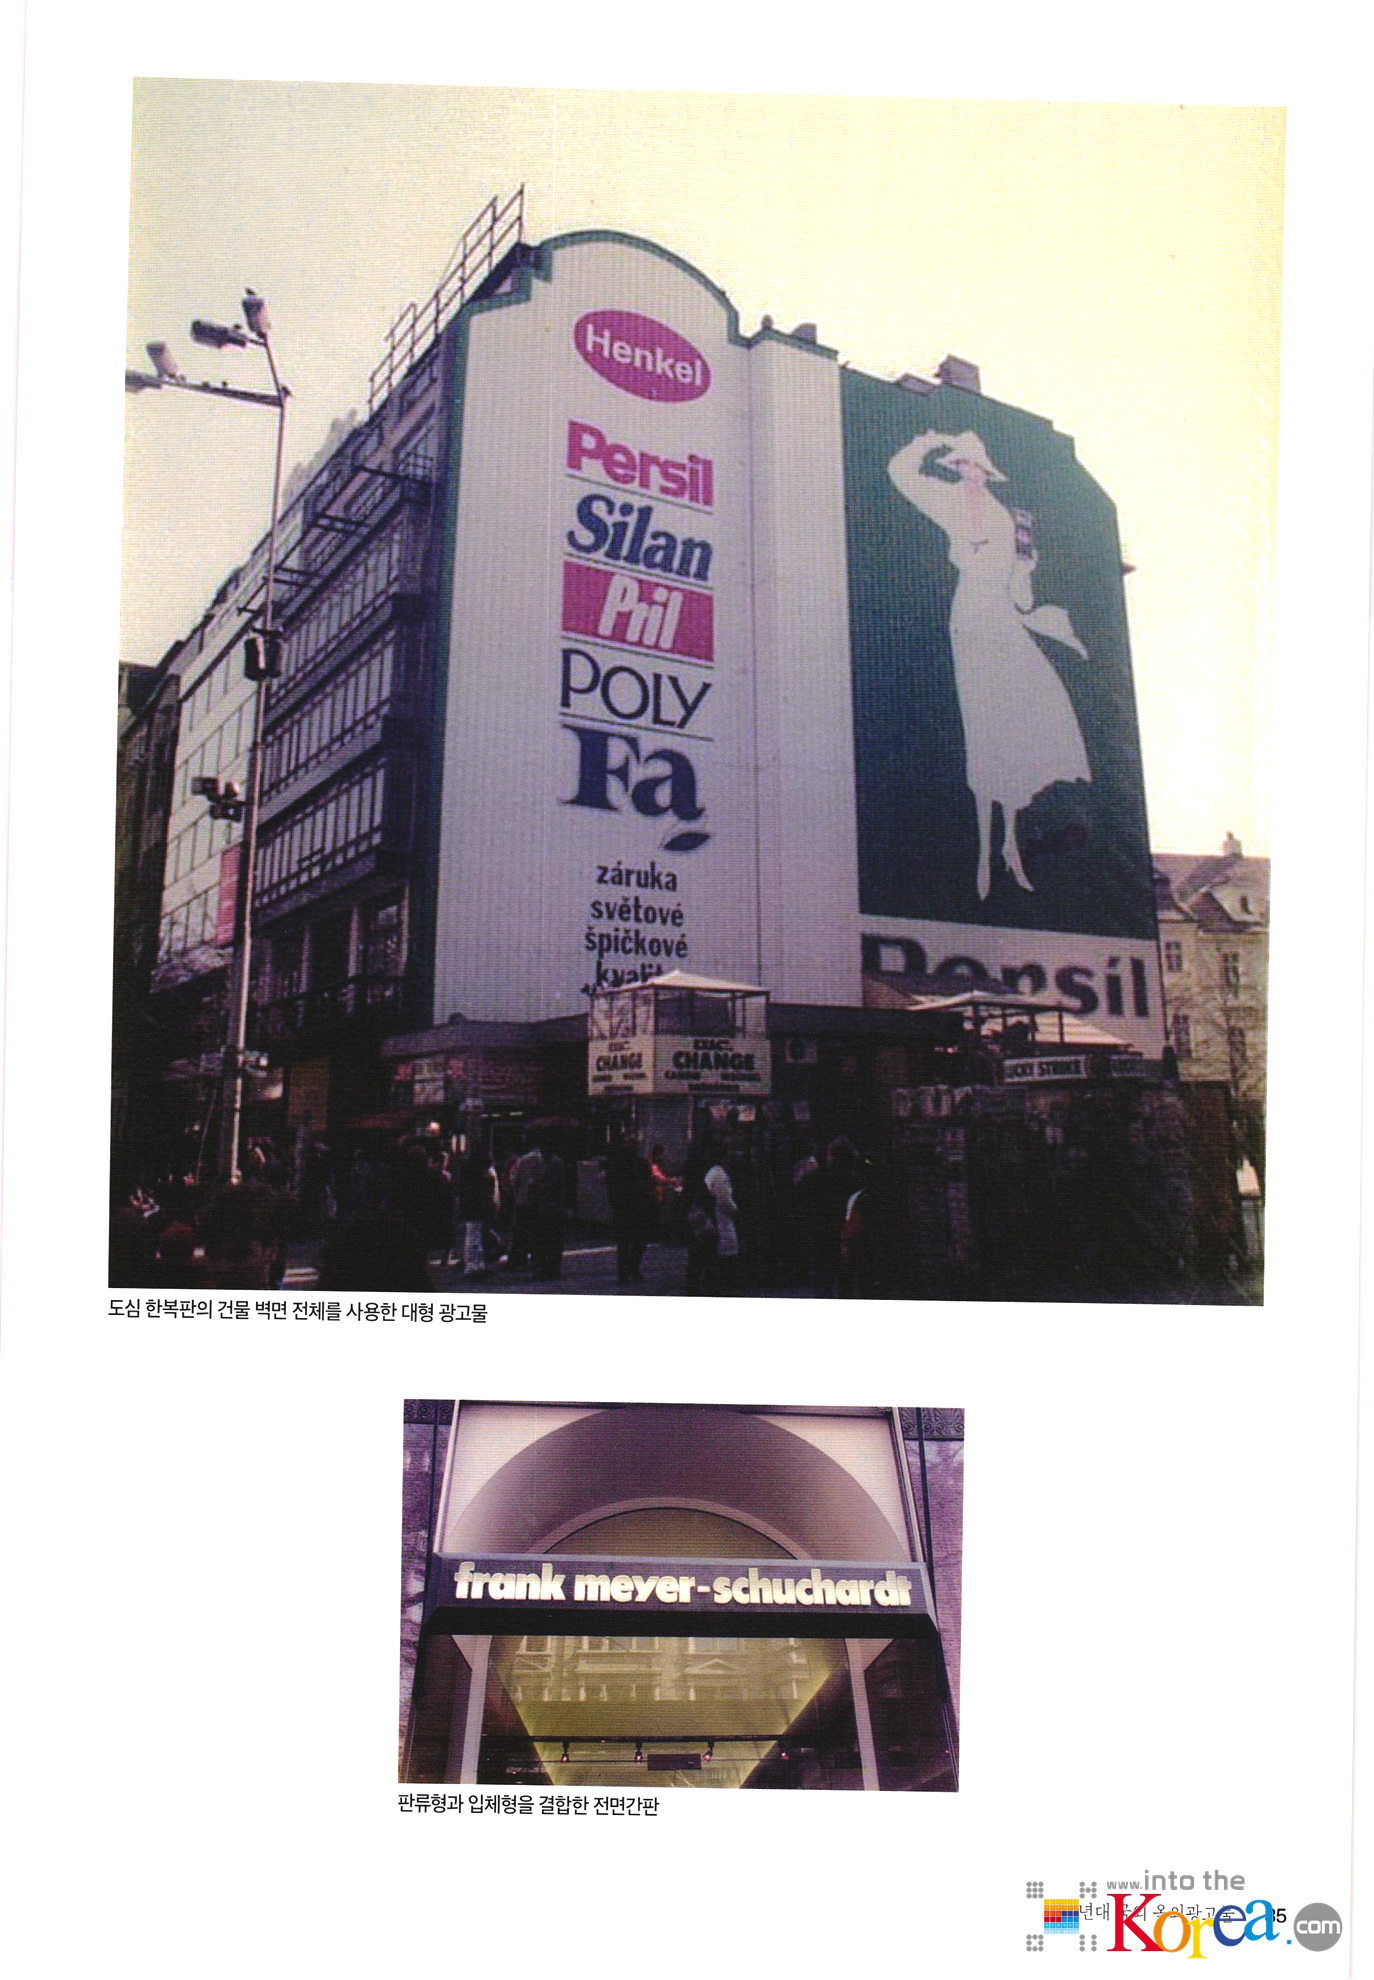 Henkel
Persil
Silan
Pril
POLY
Fa
záruka
světové
špičkové
Persil
CHANGE
CHANGE
LUCKY STRIKE
도심 한복판의 건물 벽면 전체를 사용한 대형 광고물
frank meyer-schuchardt
판류형과 입체형을 결합한 전면간판
www.into the
Korea.com